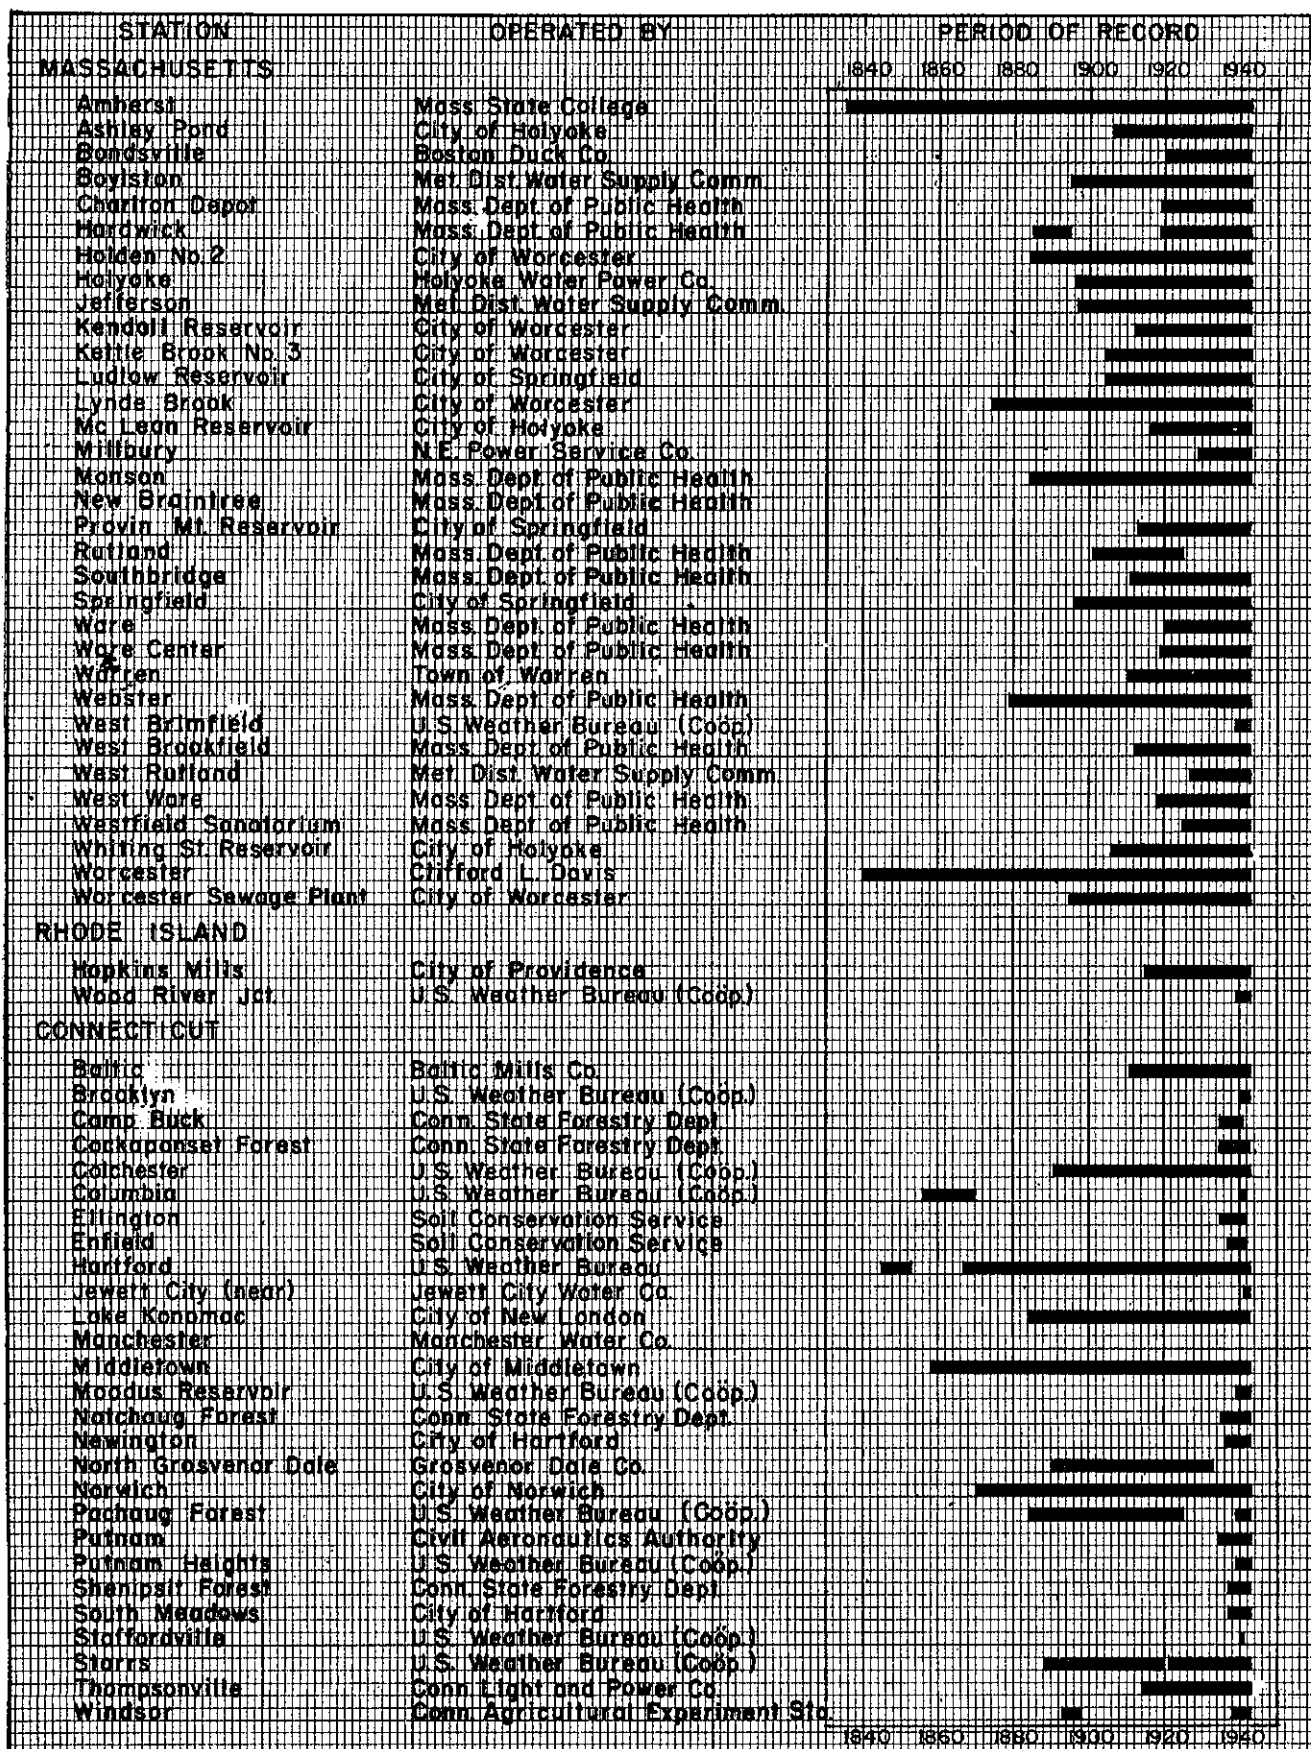 STATION OPERATED BY PERIOD OF RECORD
MASSACHUSETTS 1840 1860 1880 1900 1920 1940
Amherst Mass. State College
Ashley Pond City of Holyoke
Bondsville Boston Duck Co.
Boylston Met. Dist. Water Supply Comm.
Charlton Depot Mass. Dept. of Public Health
Hardwick Mass. Dept. of Public Health
Holden No. 2 City of Worcester
Holyoke Holyoke Water Power Co.
Jefferson Met. Dist. Water Supply Comm.
Kendall Reservoir City of Worcester
Kettle Brook No. 3 City of Worcester
Ludlow Reservoir City of Springfield
Lynde Brook City of Worcester
Mc Lean Reservoir City of Holyoke
Millbury N.E. Power Service Co.
Monson Mass. Dept. of Public Health
New Braintree Mass. Dept. of Public Health
Provin Mt. Reservoir City of Springfield
Rutland Mass. Dept. of Public Health
Southbridge Mass. Dept. of Public Health
Springfield City of Springfield
Ware Mass. Dept. of Public Health
Ware Center Mass. Dept. of Public Health
Warren Town of Warren
Webster Mass. Dept. of Public Health
West Brimfield U.S. Weather Bureau (Coöp.)
West Brookfield Mass. Dept. of Public Health
West Rutland Met. Dist. Water Supply Comm.
West Ware Mass. Dept. of Public Health
Westfield Sanatarium Mass. Dept. of Public Health
Whiting St. Reservoir City of Holyoke
Worcester Clifford L. Davis
Worcester Sewage Plant City of Worcester
RHODE ISLAND
Hopkins Mills City of Providence
Wood River Jct. U.S. Weather Bureau (Coöp.)
CONNECTICUT
Baltic Baltic Mills Co.
Brooklyn U.S. Weather Bureau (Coöp.)
Camp Buck Conn. State Forestry Dept.
Cockaponset Forest Conn. State Forestry Dept.
Colchester U.S. Weather Bureau (Coöp.)
Columbia U.S. Weather Bureau (Coöp.)
Ellington Soil Conservation Service
Enfield Soil Conservation Service
Hartford U.S. Weather Bureau
Jewett City (near) Jewett City Water Co.
Lake Konomoc City of New London
Manchester Manchester Water Co.
Middletown City of Middletown
Moodus Reservoir U.S. Weather Bureau (Coöp.)
Natchaug Forest Conn. State Forestry Dept.
Newington City of Hartford
North Grosvenor Dale Grosvenor Dale Co.
Norwich City of Norwich
Pachaug Forest U.S. Weather Bureau (Coöp.)
Putnam Civil Aeronautics Authority
Putnam Heights U.S. Weather Bureau (Coöp.)
Shenipsit Forest Conn. State Forestry Dept.
South Meadows City of Hartford
Staffordville U.S. Weather Bureau (Coöp.)
Storrs U.S. Weather Bureau (Coöp.)
Thompsonville Conn. Light and Power Co.
Windsor Conn. Agricultural Experiment Sta.
1840 1860 1880 1900 1920 1940